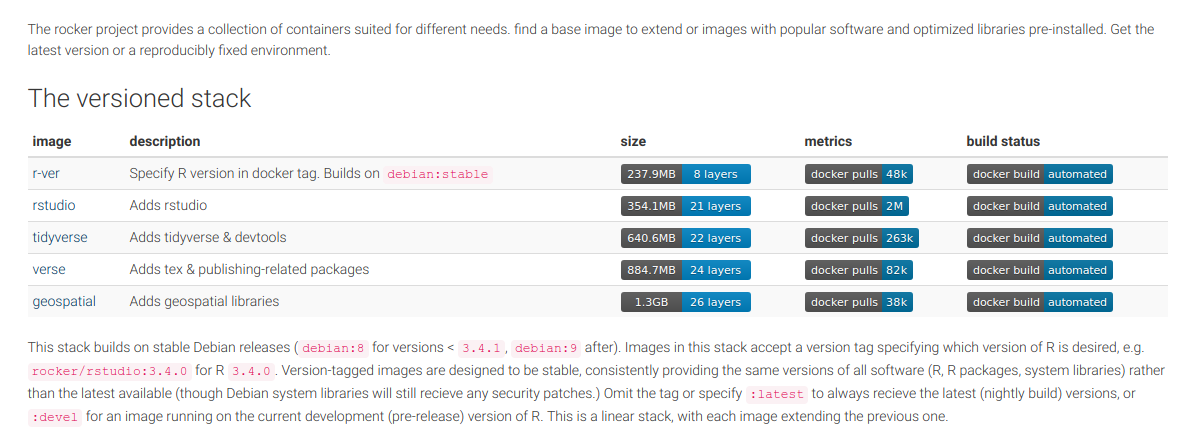 The rocker project provides a collection of containers suited for different needs. find a base image to extend or images with popular software and optimized libraries pre-installed. Get the
latest version or a reproducibly fixed environment.
The versioned stack
image description size metrics build status
r-ver Specify R version in docker tag. Builds on debian:stable 237.9MB 8 layers docker pulls 48k docker build automated
rstudio Adds rstudio 354.1MB 21 layers docker pulls 2M docker build automated
tidyverse Adds tidyverse & devtools 640.6MB 22 layers docker pulls 263k docker build automated
verse Adds tex & publishing-related packages 884.7MB 24 layers docker pulls 82k docker build automated
geospatial Adds geospatial libraries 1.3GB 26 layers docker pulls 38k docker build automated
This stack builds on stable Debian releases ( debian:8 for versions < 3.4.1 , debian:9 after). Images in this stack accept a version tag specifying which version of R is desired, e.g.
rocker/rstudio:3.4.0 for R 3.4.0 . Version-tagged images are designed to be stable, consistently providing the same versions of all software (R, R packages, system libraries) rather
than the latest available (though Debian system libraries will still recieve any security patches.) Omit the tag or specify :latest to always recieve the latest (nightly build) versions, or
:devel for an image running on the current development (pre-release) version of R. This is a linear stack, with each image extending the previous one.